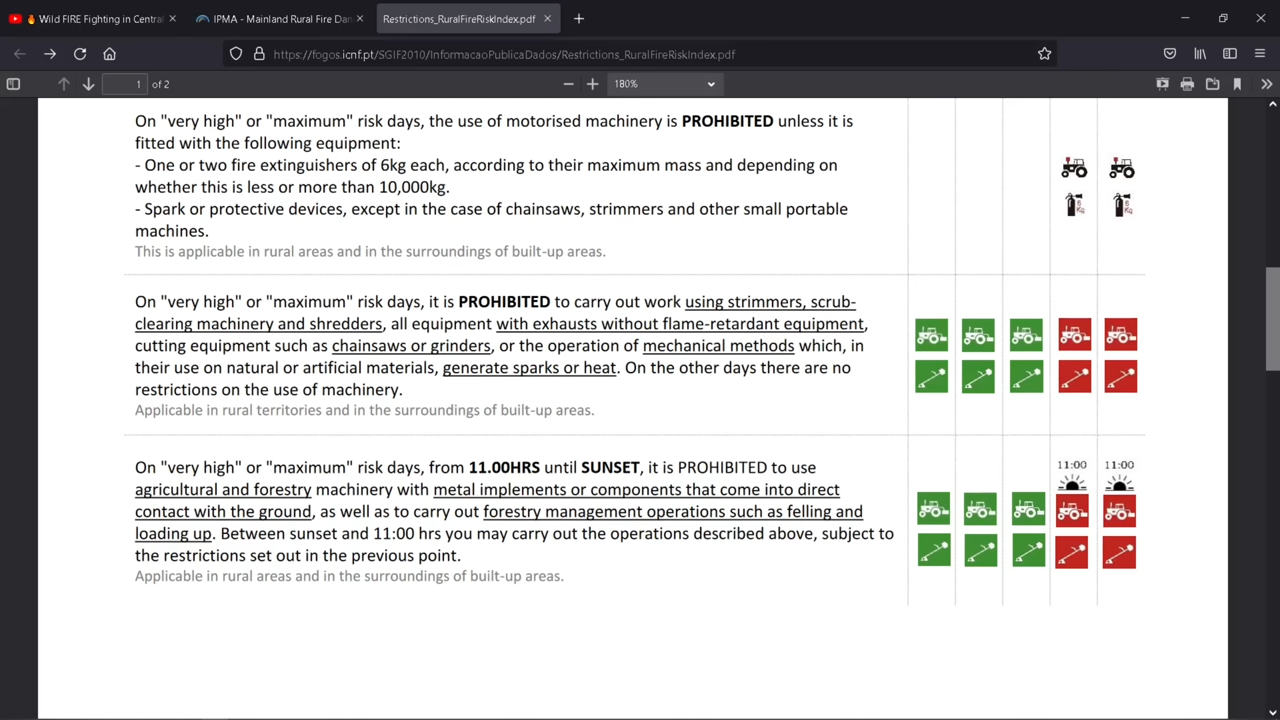 Wild FIRE Fighting in Central
IPMA - Mainland Rural Fire Dan
Restrictions_RuralFireRiskIndex.pdf
https://fogos.icnf.pt/SGIF2010/InformacaoPublicaDados/Restrictions_RuralFireRiskIndex.pdf
1 of 2
180%
On "very high" or "maximum" risk days, the use of motorised machinery is PROHIBITED unless it is
fitted with the following equipment:
- One or two fire extinguishers of 6kg each, according to their maximum mass and depending on
whether this is less or more than 10,000kg.
- Spark or protective devices, except in the case of chainsaws, strimmers and other small portable
machines.
This is applicable in rural areas and in the surroundings of built-up areas.
6 Kg 6 Kg
On "very high" or "maximum" risk days, it is PROHIBITED to carry out work using strimmers, scrub-
clearing machinery and shredders, all equipment with exhausts without flame-retardant equipment,
cutting equipment such as chainsaws or grinders, or the operation of mechanical methods which, in
their use on natural or artificial materials, generate sparks or heat. On the other days there are no
restrictions on the use of machinery.
Applicable in rural territories and in the surroundings of built-up areas.
On "very high" or "maximum" risk days, from 11.00HRS until SUNSET, it is PROHIBITED to use
agricultural and forestry machinery with metal implements or components that come into direct
contact with the ground, as well as to carry out forestry management operations such as felling and
loading up. Between sunset and 11:00 hrs you may carry out the operations described above, subject to
the restrictions set out in the previous point.
Applicable in rural areas and in the surroundings of built-up areas.
11:00 11:00